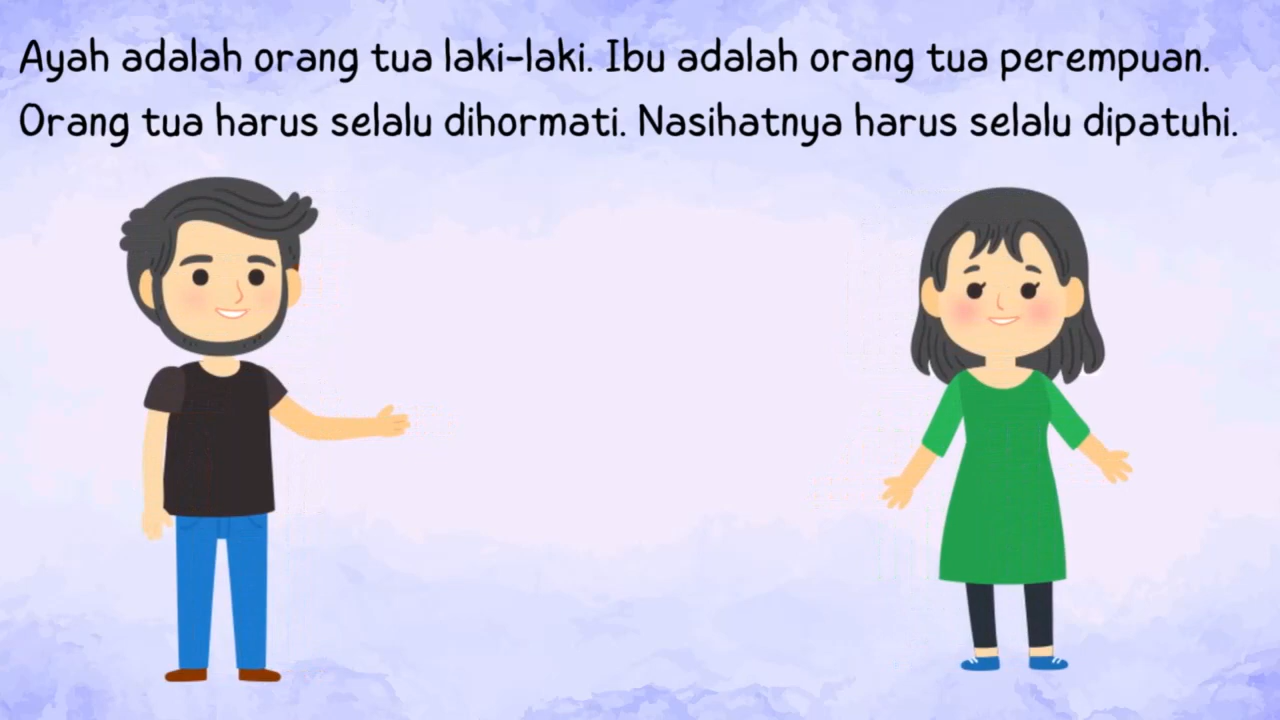 Ayah adalah orang tua laki-laki. Ibu adalah orang tua perempuan.
Orang tua harus selalu dihormati. Nasihatnya harus selalu dipatuhi.